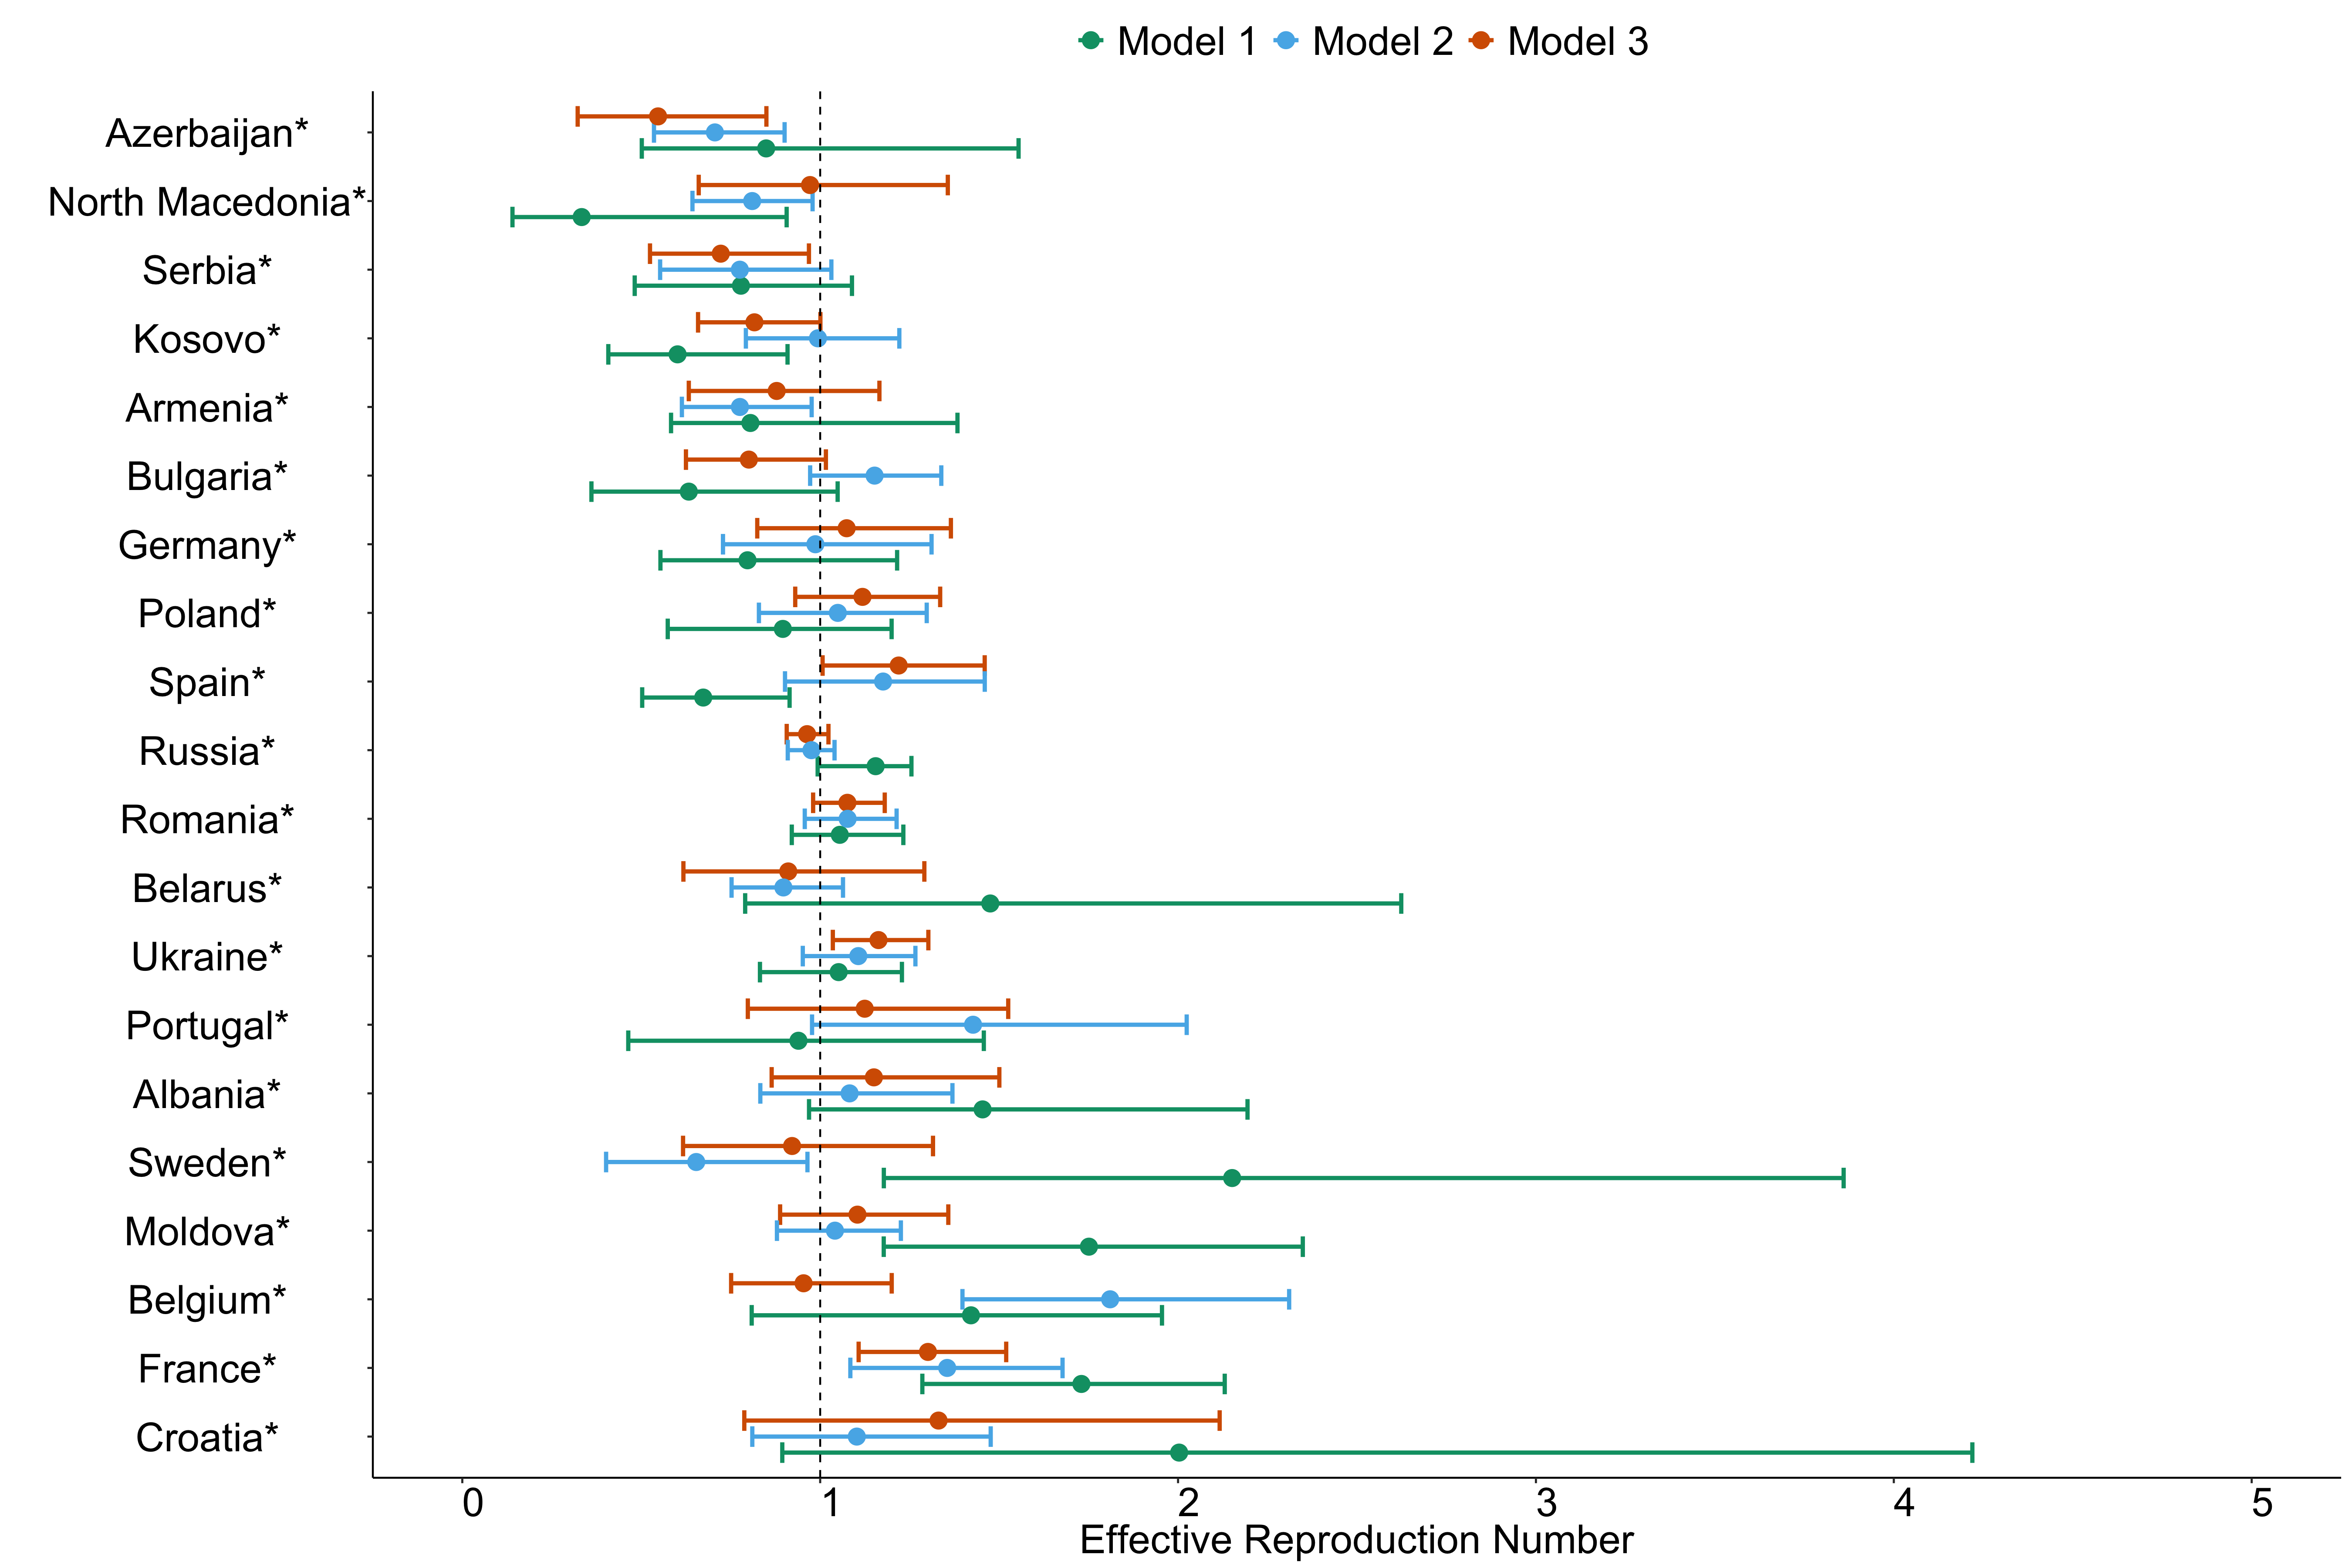 Model 1 Model 2 Model 3
Azerbaijan*
North Macedonia*
Serbia*
Kosovo*
Armenia*
Bulgaria*
Germany*
Poland*
Spain*
Russia*
Romania*
Belarus*
Ukraine*
Portugal*
Albania*
Sweden*
Moldova*
Belgium*
France*
Croatia*
0 1 2 3 4 5
Effective Reproduction Number